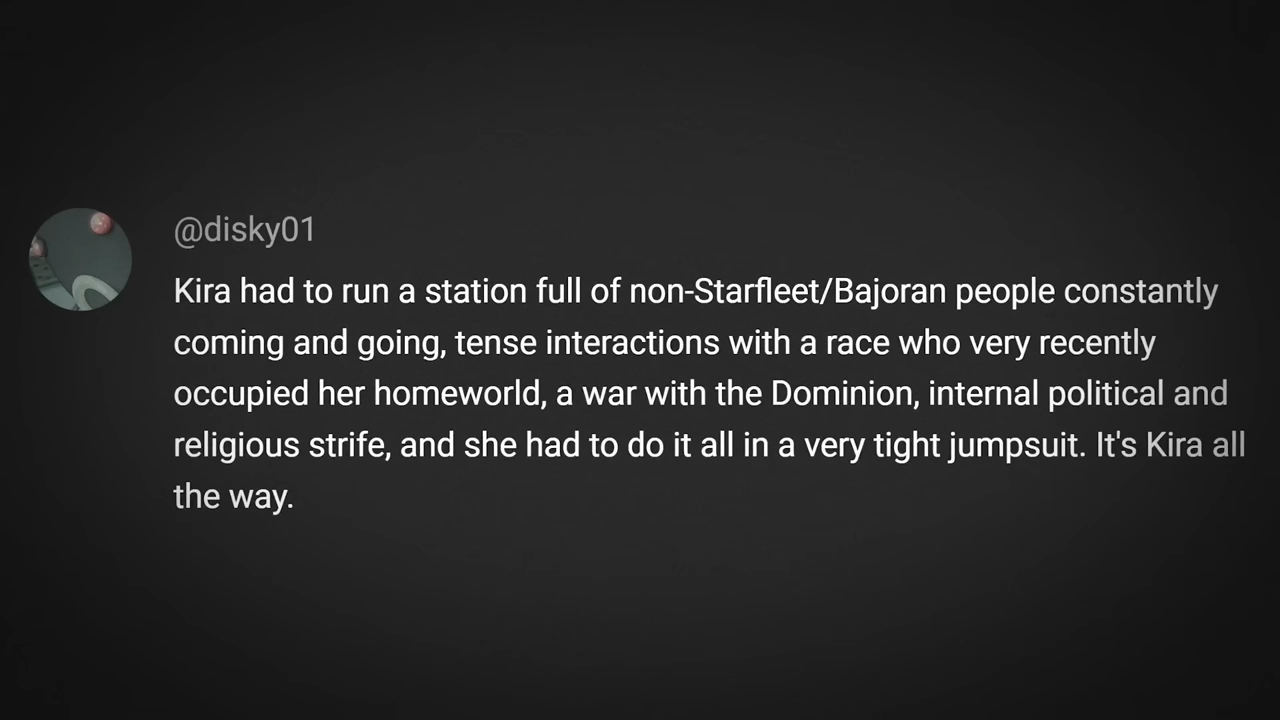 @disky01
Kira had to run a station full of non-Starfleet/Bajoran people constantly
coming and going, tense interactions with a race who very recently
occupied her homeworld, a war with the Dominion, internal political and
religious strife, and she had to do it all in a very tight jumpsuit. It's Kira all
the way.